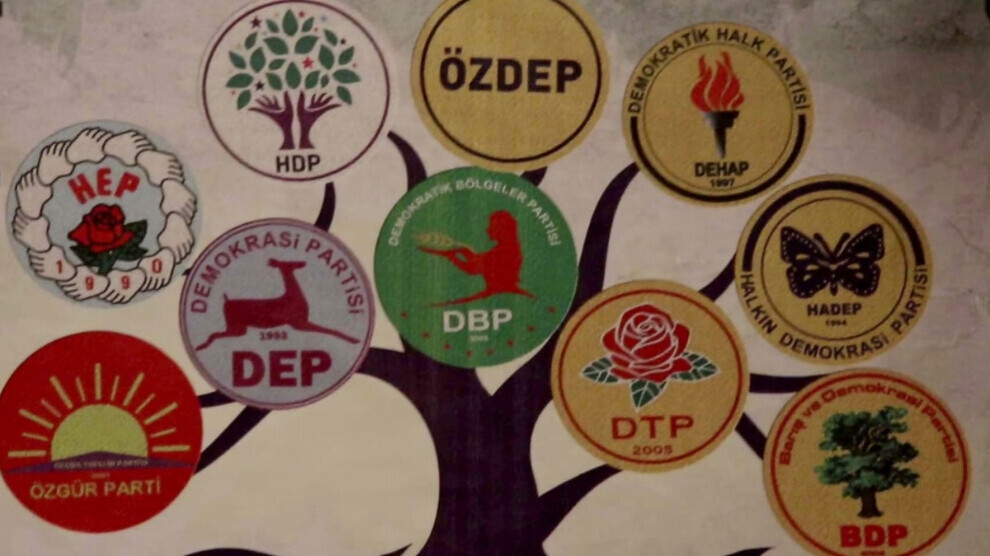 HDP
ÖZDEP
DEMOKRATİK HALK PARTİSİ
DEHAP
1997
HEP
1990
DEMOKRASİ PARTİSİ
DEP
DEMOKRATİK BÖLGELER PARTİSİ
DBP
HADEP
1994
HALKIN DEMOKRASİ PARTİSİ
DTP
2005
ÖZGÜR PARTİ
Barış ve Demokrasi Partisi
BDP